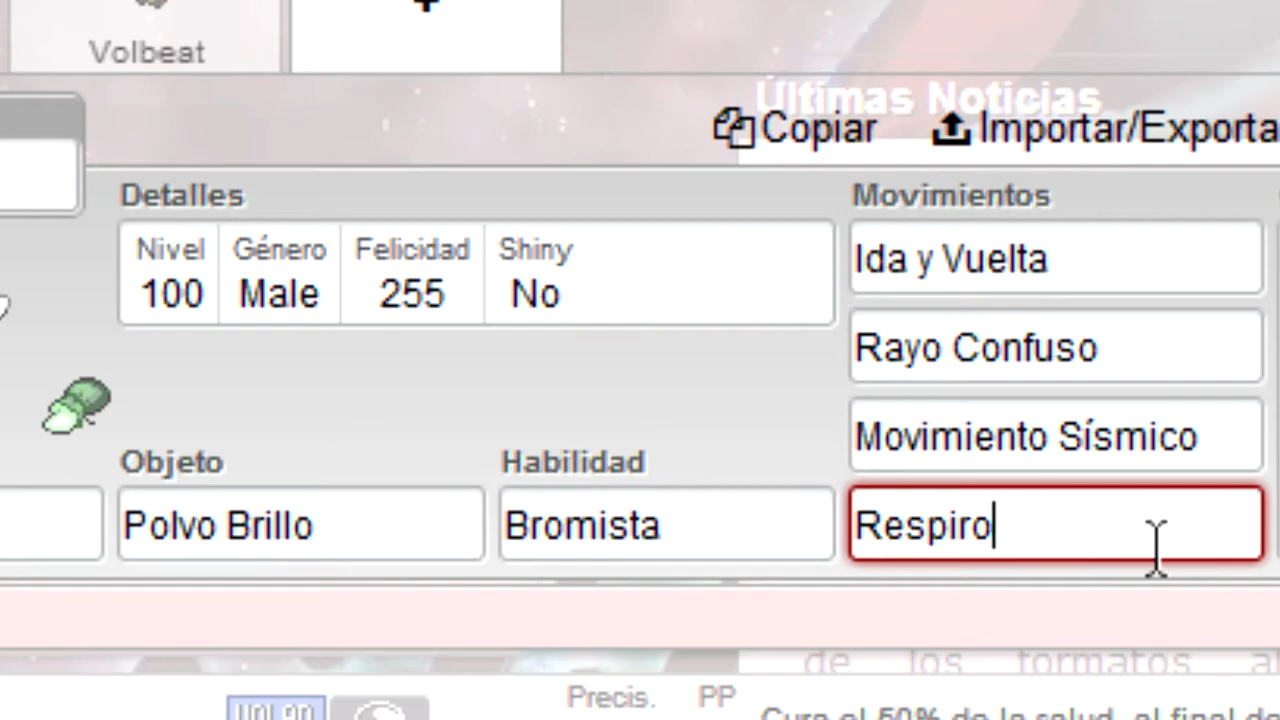 Volbeat
+
Últimas Noticias
Copiar Importar/Exporta
Detalles
Movimientos
Nivel Género Felicidad Shiny
100 Male 255 No
Ida y Vuelta
Rayo Confuso
Movimiento Sísmico
Objeto
Habilidad
Polvo Brillo
Bromista
Respiro
de los formatos a
Precis. PP
Cura el 50% de la salud, al final de